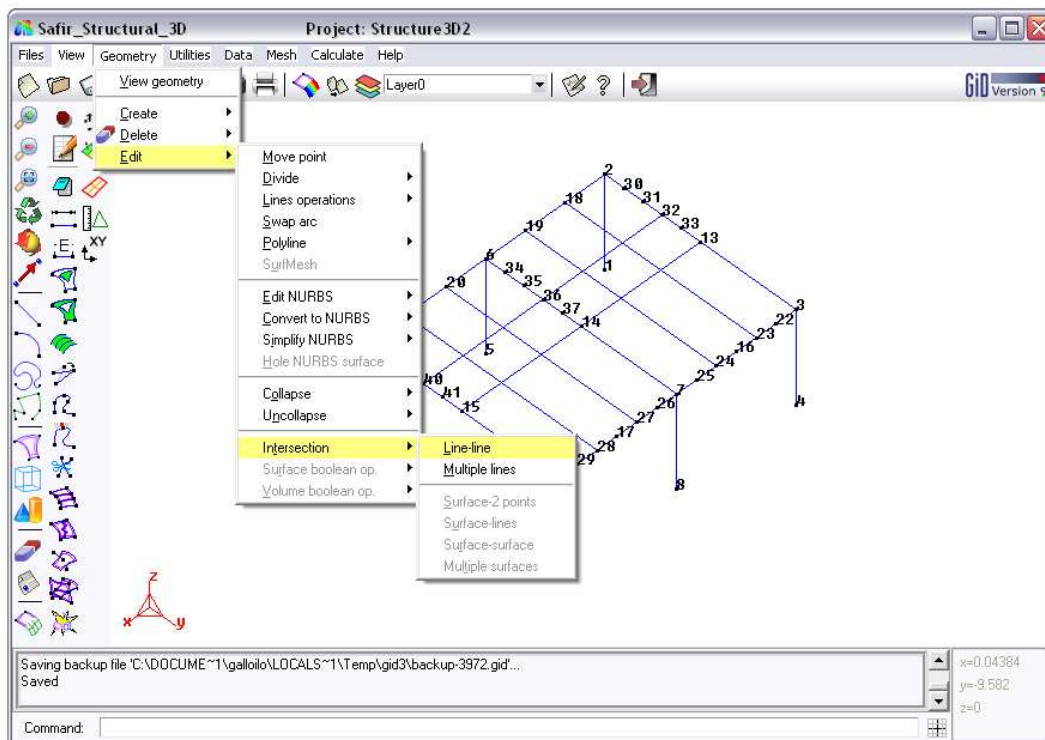 Safir_Structural_3D Project: Structure3D2
Files View Geometry Utilities Data Mesh Calculate Help
Layer0
GiD Version 9
View geometry
Create
Delete
Edit
Move point
Divide
Lines operations
Swap arc
Polyline
SurfMesh
Edit NURBS
Convert to NURBS
Simplify NURBS
Hole NURBS surface
Collapse
Uncollapse
Intersection
Surface boolean op.
Volume boolean op.
Line-line
Multiple lines
Surface-2 points
Surface-lines
Surface-surface
Multiple surfaces
E
XY
2
30
31
18
32
33
19
13
6
34
1
20
35
36
3
37
22
14
23
5
16
24
40
25
7
4
41
26
15
27
17
28
29
8
z
x
y
Saving backup file 'C:\DOCUME~1\galloilo\LOCALS~1\Temp\gid3\backup-3972.gid'...
Saved
x=0.04384
y=-9.582
z=0
Command: